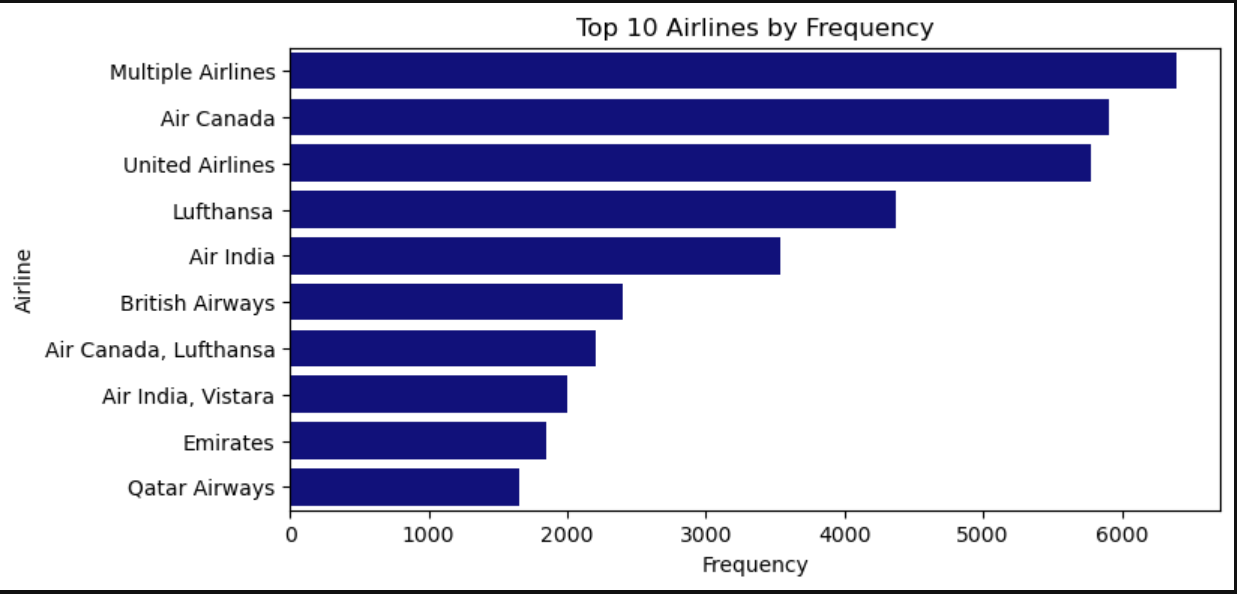 Top 10 Airlines by Frequency
Multiple Airlines
Air Canada
United Airlines
Lufthansa
Air India
British Airways
Air Canada, Lufthansa
Air India, Vistara
Emirates
Qatar Airways
Airline
0 1000 2000 3000 4000 5000 6000
Frequency